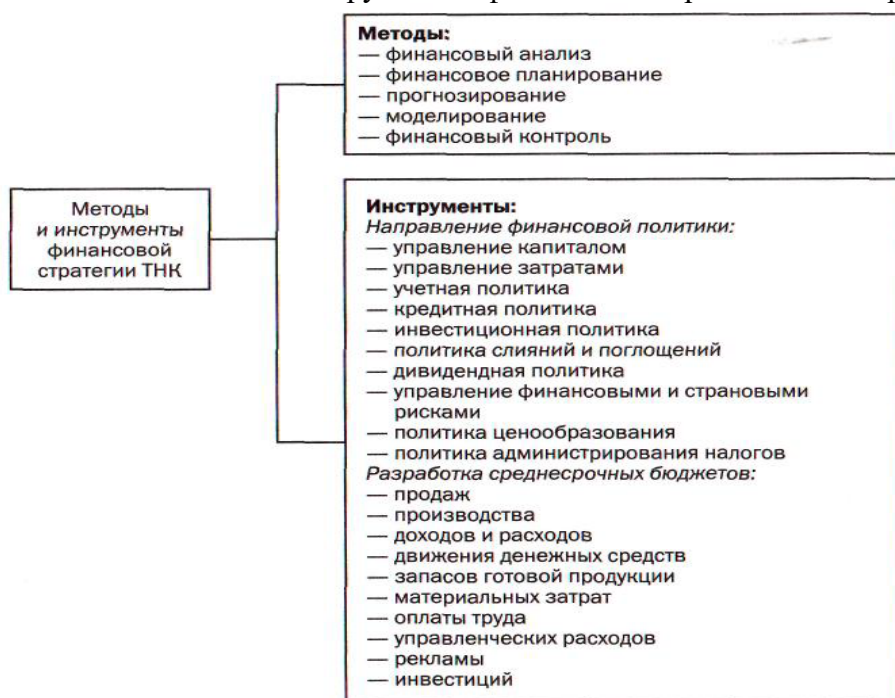 Методы
и инструменты
финансовой
стратегии ТНК
Методы:
— финансовый анализ
— финансовое планирование
— прогнозирование
— моделирование
— финансовый контроль
Инструменты:
Направление финансовой политики:
— управление капиталом
— управление затратами
— учетная политика
— кредитная политика
— инвестиционная политика
— политика слияний и поглощений
— дивидендная политика
— управление финансовыми и страновыми
рисками
— политика ценообразования
— политика администрирования налогов
Разработка среднесрочных бюджетов:
— продаж
— производства
— доходов и расходов
— движения денежных средств
— запасов готовой продукции
— материальных затрат
— оплаты труда
— управленческих расходов
— рекламы
— инвестиций